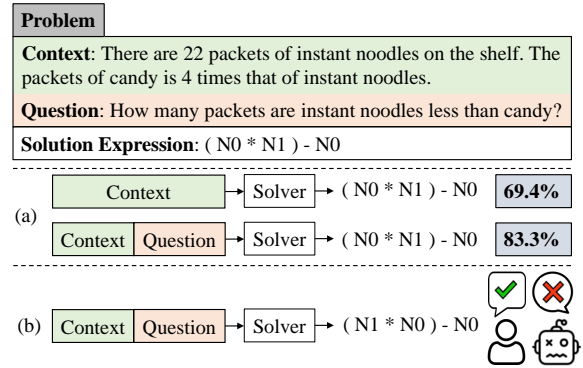 Problem
Context: There are 22 packets of instant noodles on the shelf. The
packets of candy is 4 times that of instant noodles.
Question: How many packets are instant noodles less than candy?
Solution Expression: ( N0 * N1 ) - N0
(a)
Context Solver ( N0 * N1 ) - N0 69.4%
Context Question Solver ( N0 * N1 ) - N0 83.3%
(b) Context Question Solver ( N1 * N0 ) - N0